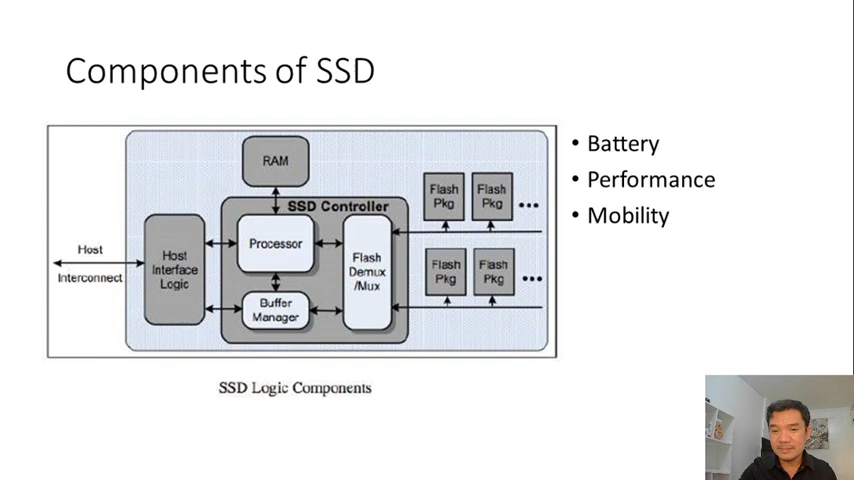 Components of SSD
RAM
SSD Controller
Host
Interconnect
Host
Interface
Logic
Processor
Buffer
Manager
Flash
Demux
/Mux
Flash
Pkg
Flash
Pkg
•••
Flash
Pkg
Flash
Pkg
•••
SSD Logic Components
• Battery
• Performance
• Mobility